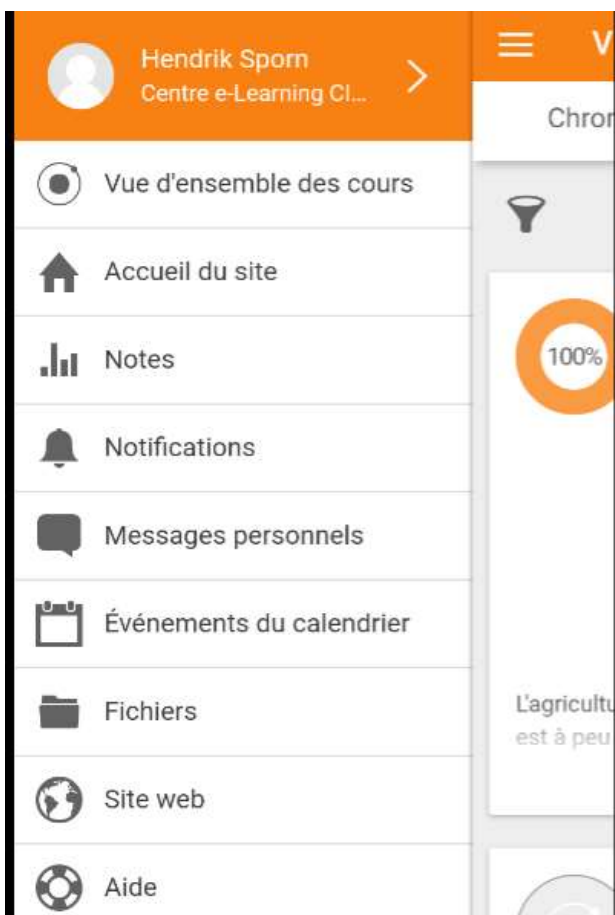 Hendrik Sporn
Centre e-Learning Cl...
Vue d'ensemble des cours
Accueil du site
Notes
Notifications
Messages personnels
Événements du calendrier
Fichiers
Site web
Aide
V
Chron
100%
L'agricultu
est à peu